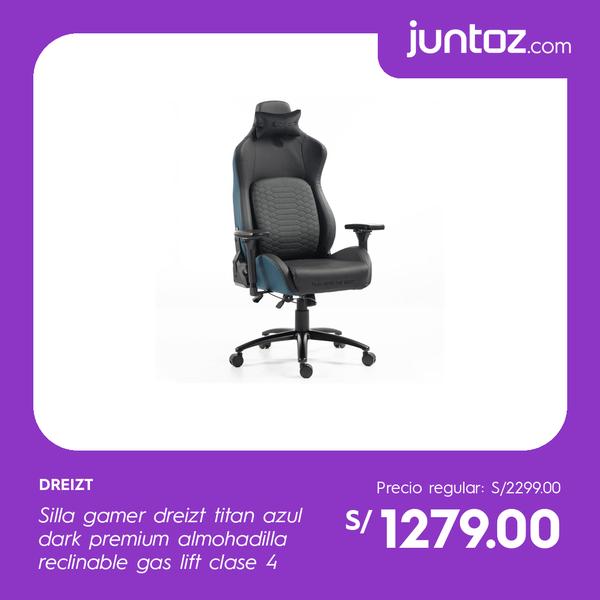 juntoz.com
DREIZT
Silla gamer dreizt titan azul
dark premium almohadilla
reclinable gas lift clase 4
Precio regular: S/2299.00
S/ 1279.00